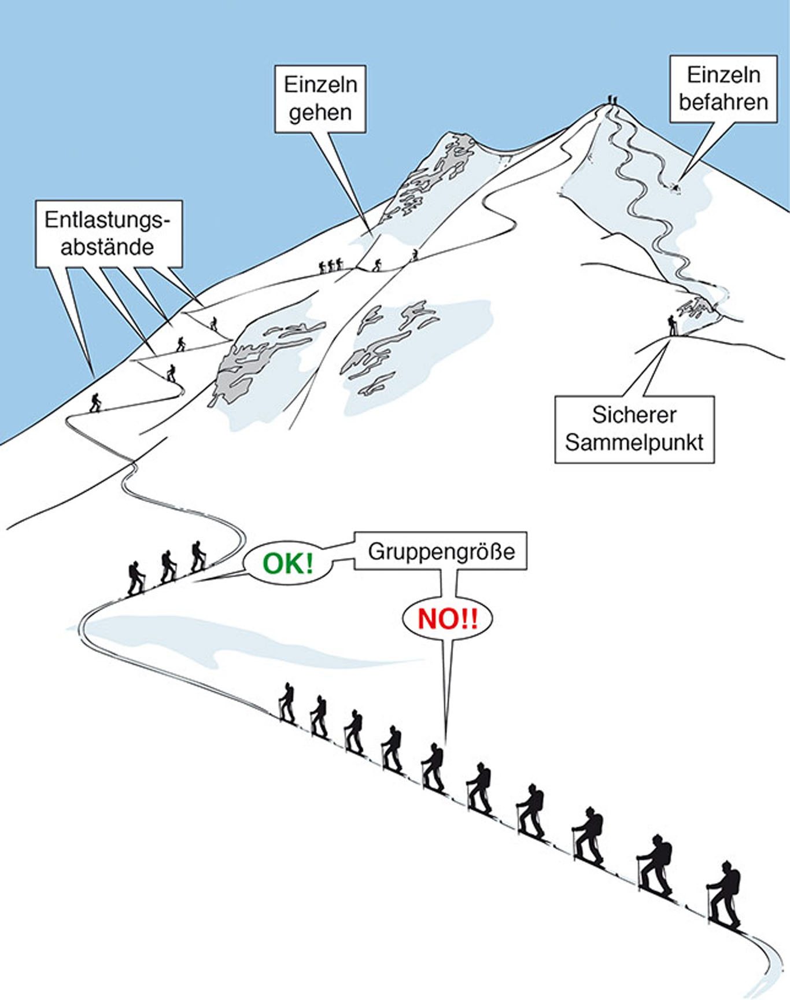 Einzeln
gehen
Einzeln
befahren
Entlastungs-
abstände
Sicherer
Sammelpunkt
Gruppengröße
OK!
NO!!